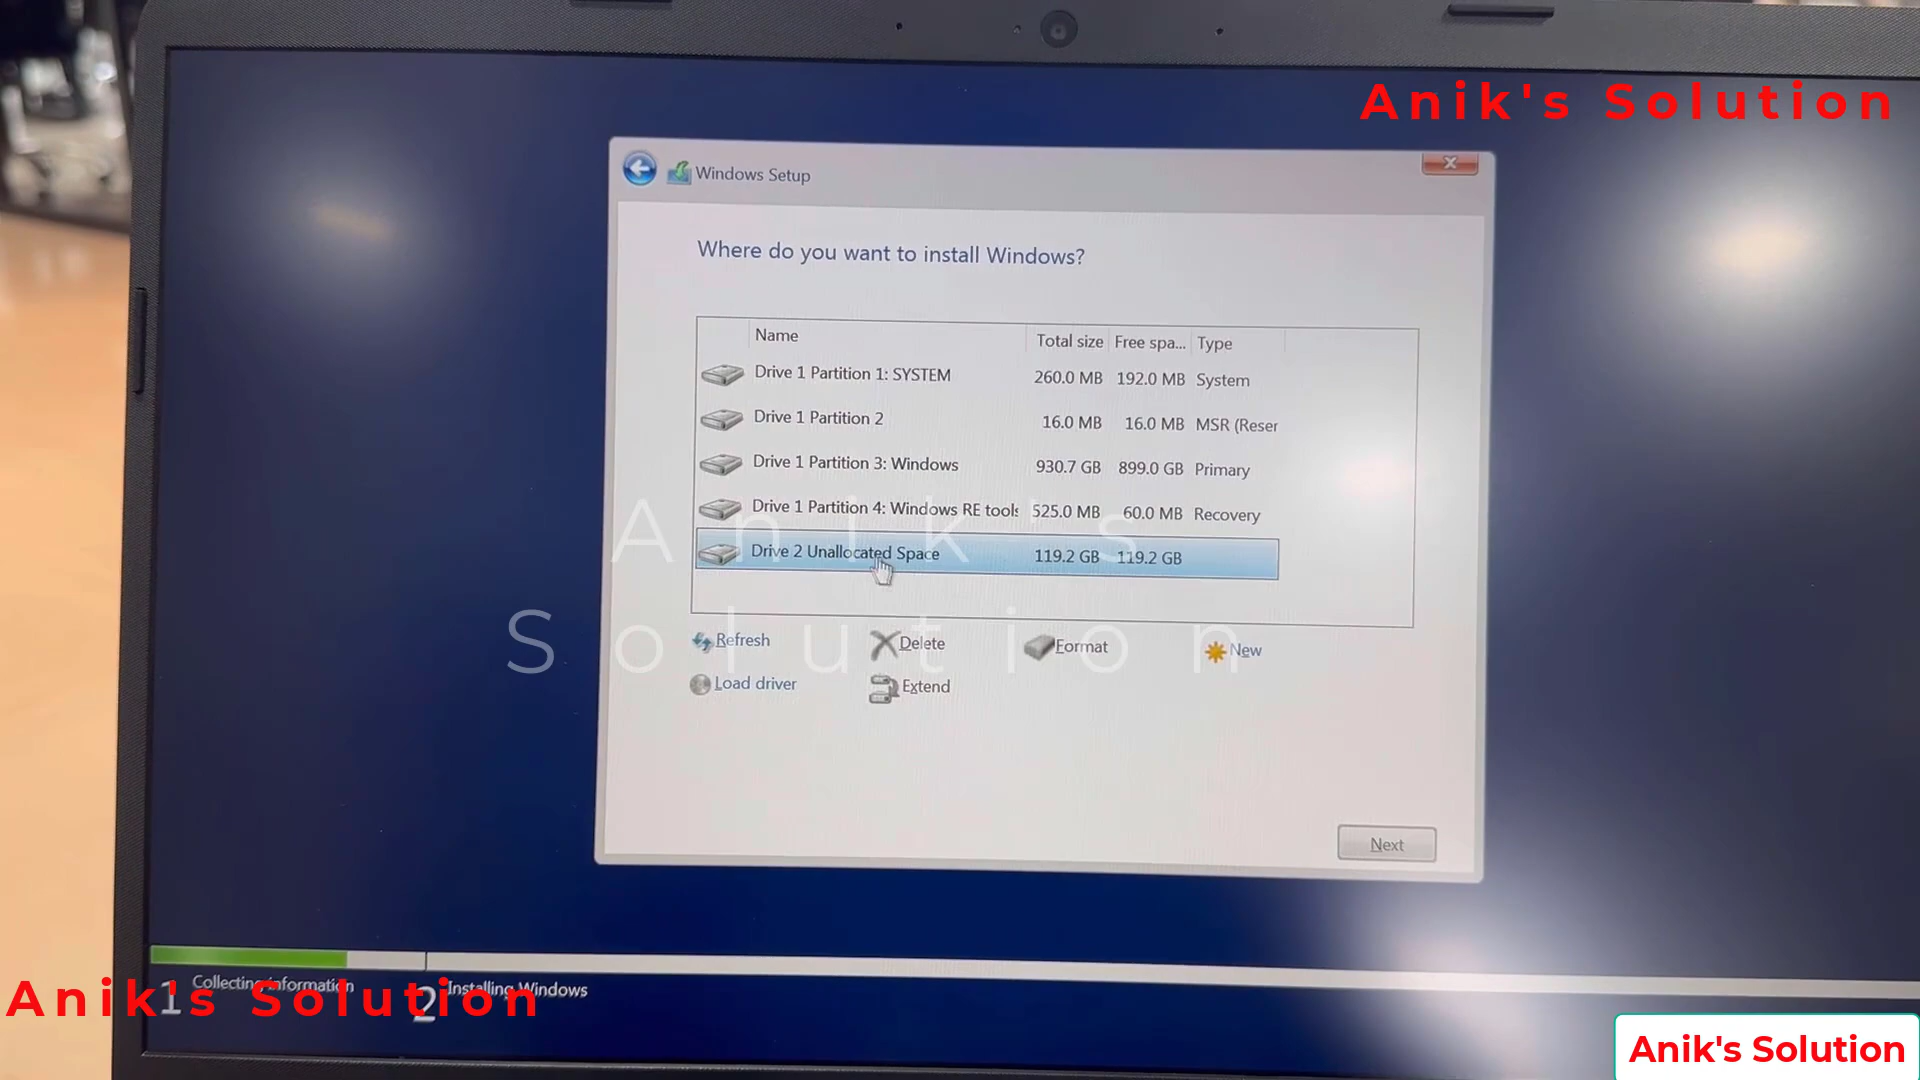 Anik's Solution
Windows Setup
Where do you want to install Windows?
Name Total size Free spa... Type
Drive 1 Partition 1: SYSTEM 260.0 MB 192.0 MB System
Drive 1 Partition 2 16.0 MB 16.0 MB MSR (Reser
Drive 1 Partition 3: Windows 930.7 GB 899.0 GB Primary
Drive 1 Partition 4: Windows RE tools 525.0 MB 60.0 MB Recovery
Anik's
Drive 2 Unallocated Space 119.2 GB 119.2 GB
Solution
Refresh Delete Format New
Load driver Extend
Next
1 Collecting information 2 Installing Windows
Anik's Solution
Anik's Solution